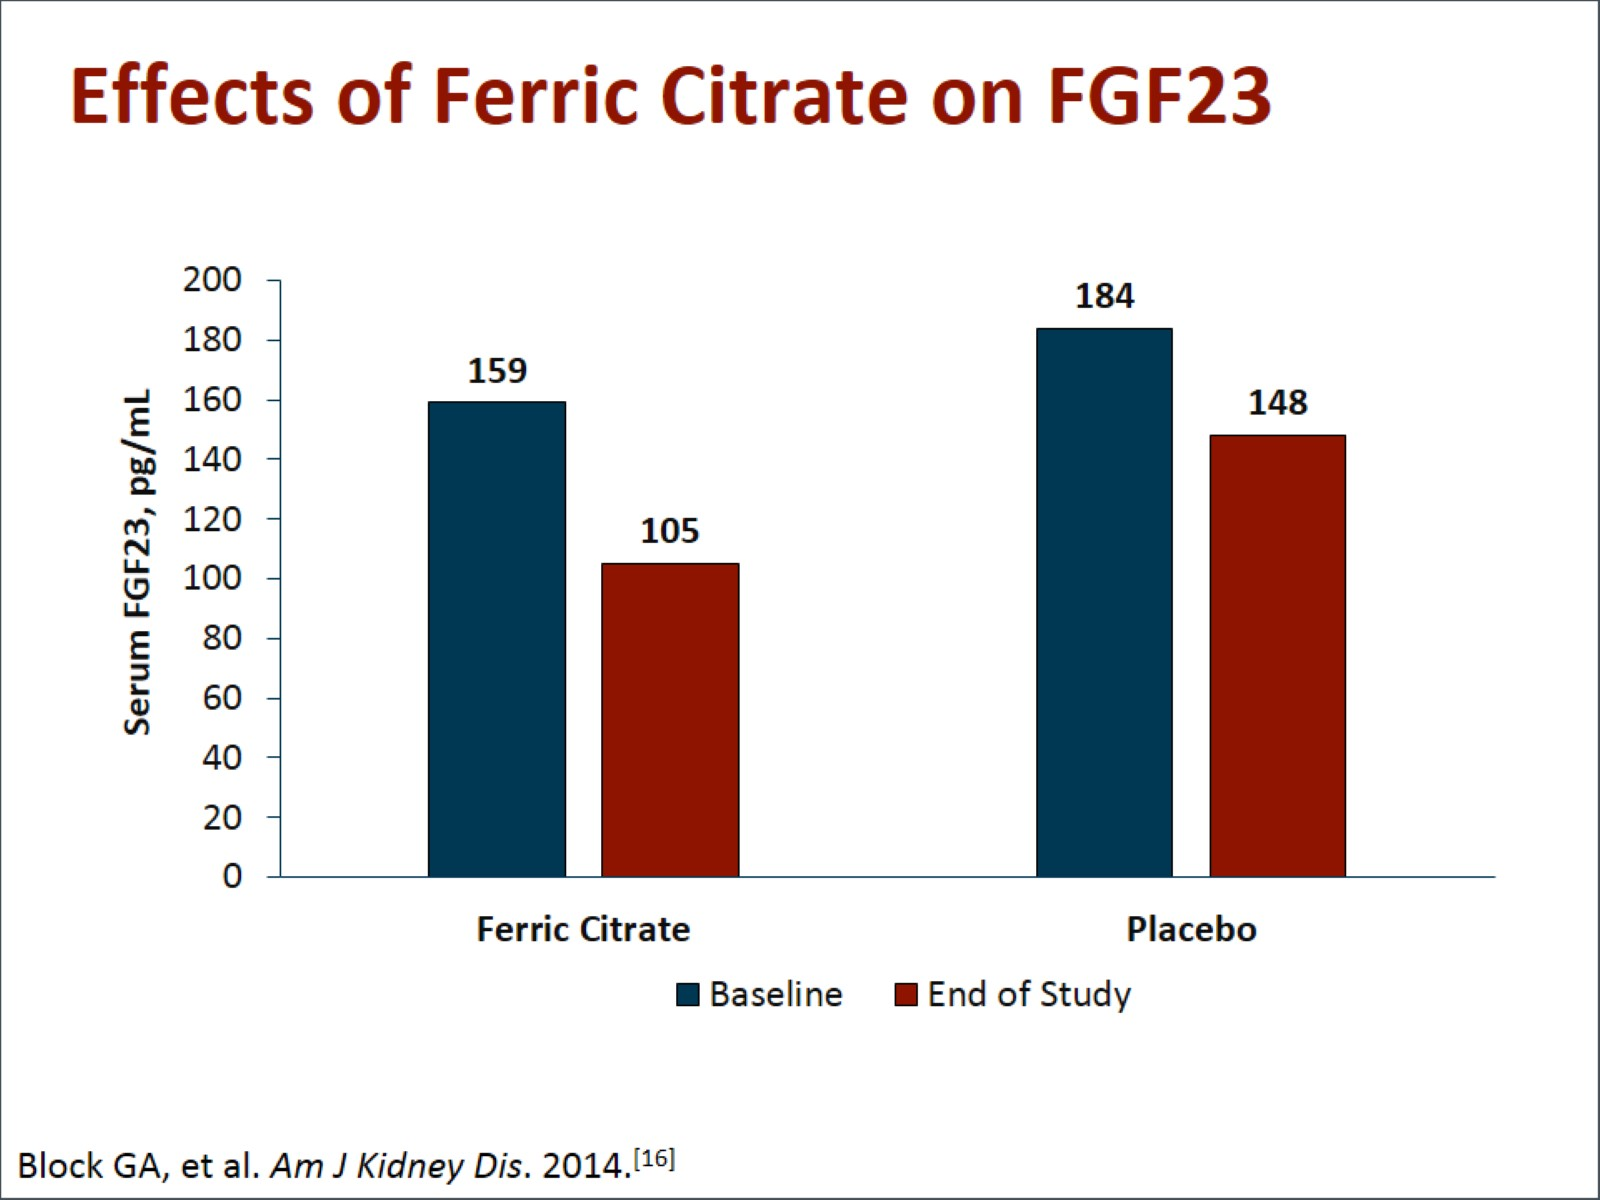 Effects of Ferric Citrate on FGF23
Serum FGF23, pg/mL
200
180
160
140
120
100
80
60
40
20
0
159
105
184
148
Ferric Citrate
Placebo
Baseline
End of Study
Block GA, et al. Am J Kidney Dis. 2014.[16]